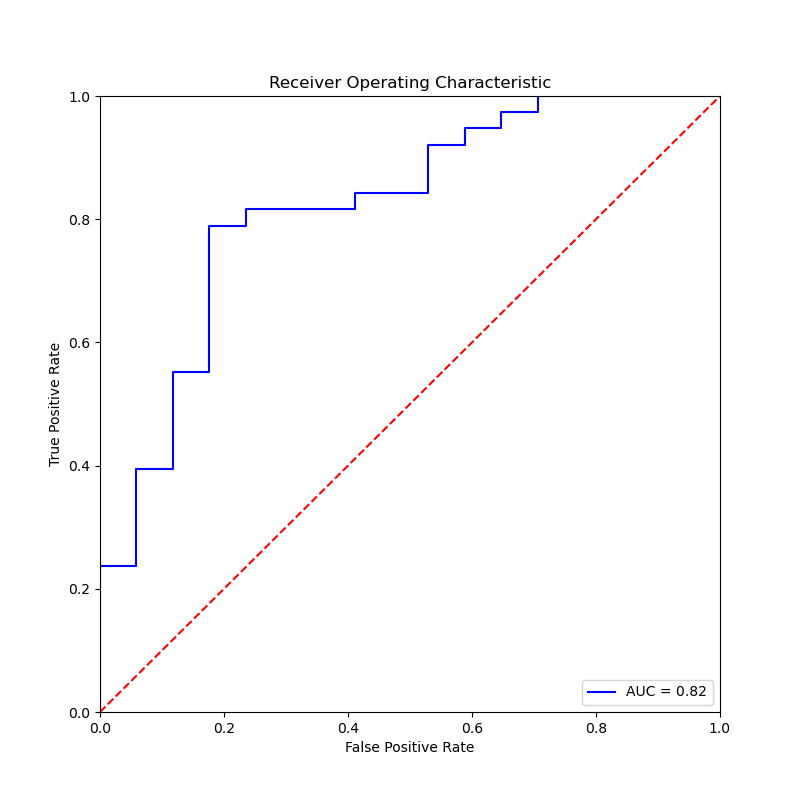 Receiver Operating Characteristic
1.0
0.8
0.6
0.4
0.2
0.0
True Positive Rate
AUC = 0.82
0.0 0.2 0.4 0.6 0.8 1.0
False Positive Rate